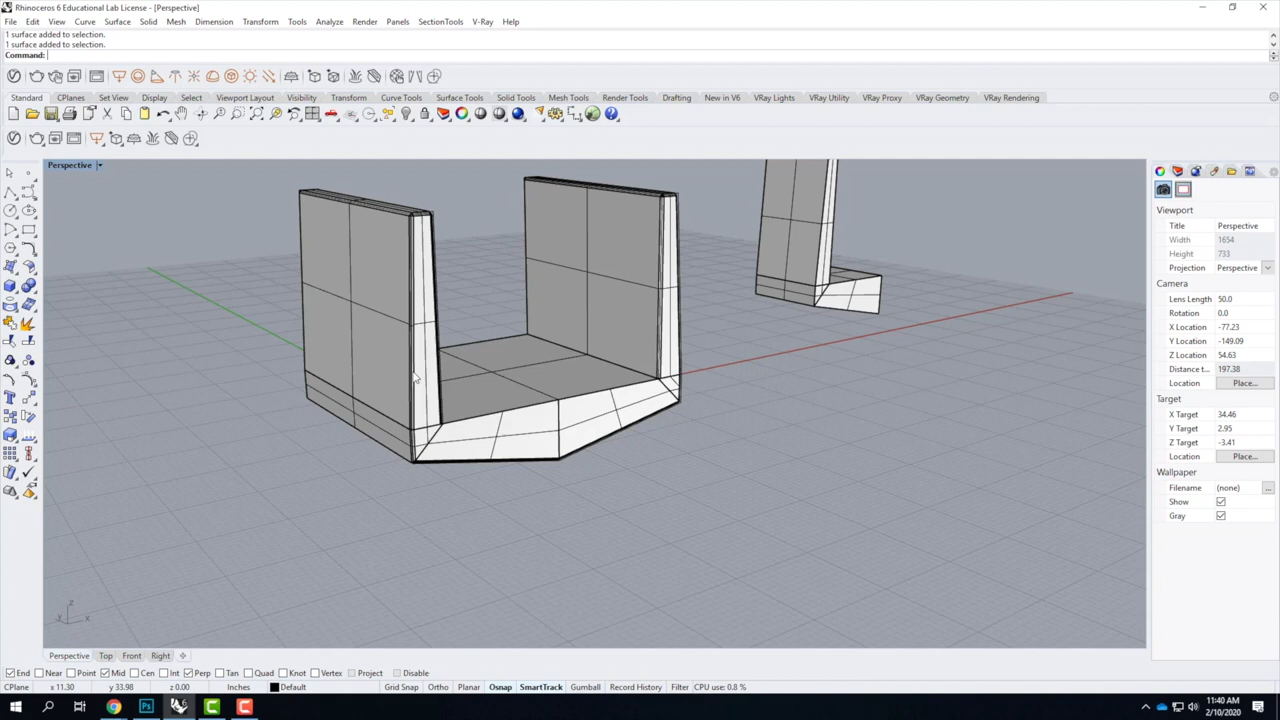 Rhinoceros 6 Educational Lab License - [Perspective]
File Edit View Curve Surface Solid Mesh Dimension Transform Tools Analyze Render Panels SectionTools V-Ray Help
1 surface added to selection.
1 surface added to selection.
Command:
Standard CPlanes Set View Display Select Viewport Layout Visibility Transform Curve Tools Surface Tools Solid Tools Mesh Tools Render Tools Drafting New in V6 VRay Lights VRay Utility VRay Proxy VRay Geometry VRay Rendering
Perspective
Viewport
Title Perspective
Width 1654
Height 733
Projection Perspective
Camera
Lens Length 50.0
Rotation 0.0
X Location -77.23
Y Location -149.09
Z Location 54.63
Distance t... 197.38
Location Place...
Target
X Target 34.46
Y Target 2.95
Z Target -3.41
Location Place...
Wallpaper
Filename (none) ...
Show
Gray
z
y x
Perspective Top Front Right
End Near Point Mid Cen Int Perp Tan Quad Knot Vertex Project Disable
CPlane x 11.30 y 33.98 z 0.00 Inches Default Grid Snap Ortho Planar Osnap SmartTrack Gumball Record History Filter CPU use: 0.8 %
Ps
11:40 AM
2/10/2020